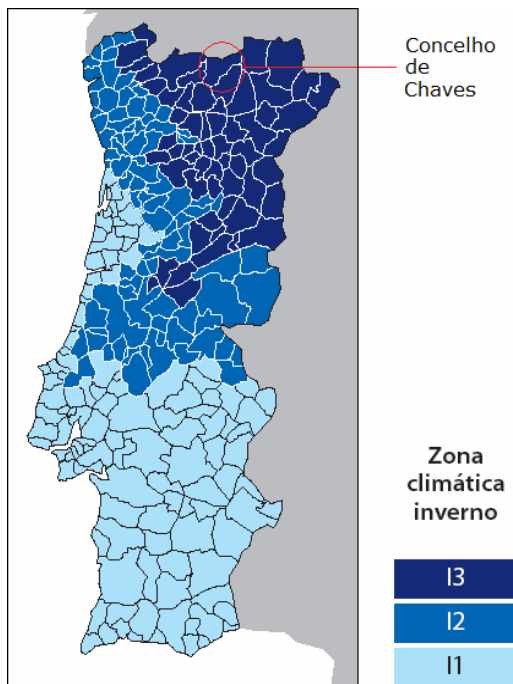 Concelho
de
Chaves
Zona
climática
inverno
I3
I2
I1